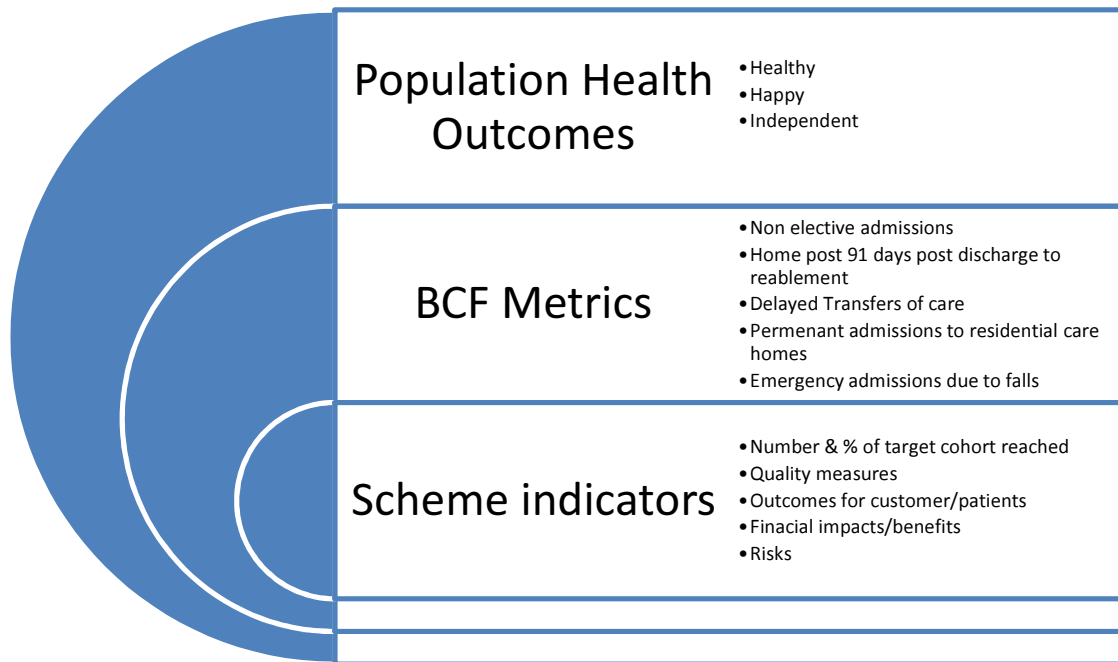 Population Health
Outcomes
•Healthy
•Happy
•Independent
BCF Metrics
•Non elective admissions
•Home post 91 days post discharge to
reablement
•Delayed Transfers of care
•Permenant admissions to residential care
homes
•Emergency admissions due to falls
Scheme indicators
•Number & % of target cohort reached
•Quality measures
•Outcomes for customer/patients
•Finacial impacts/benefits
•Risks